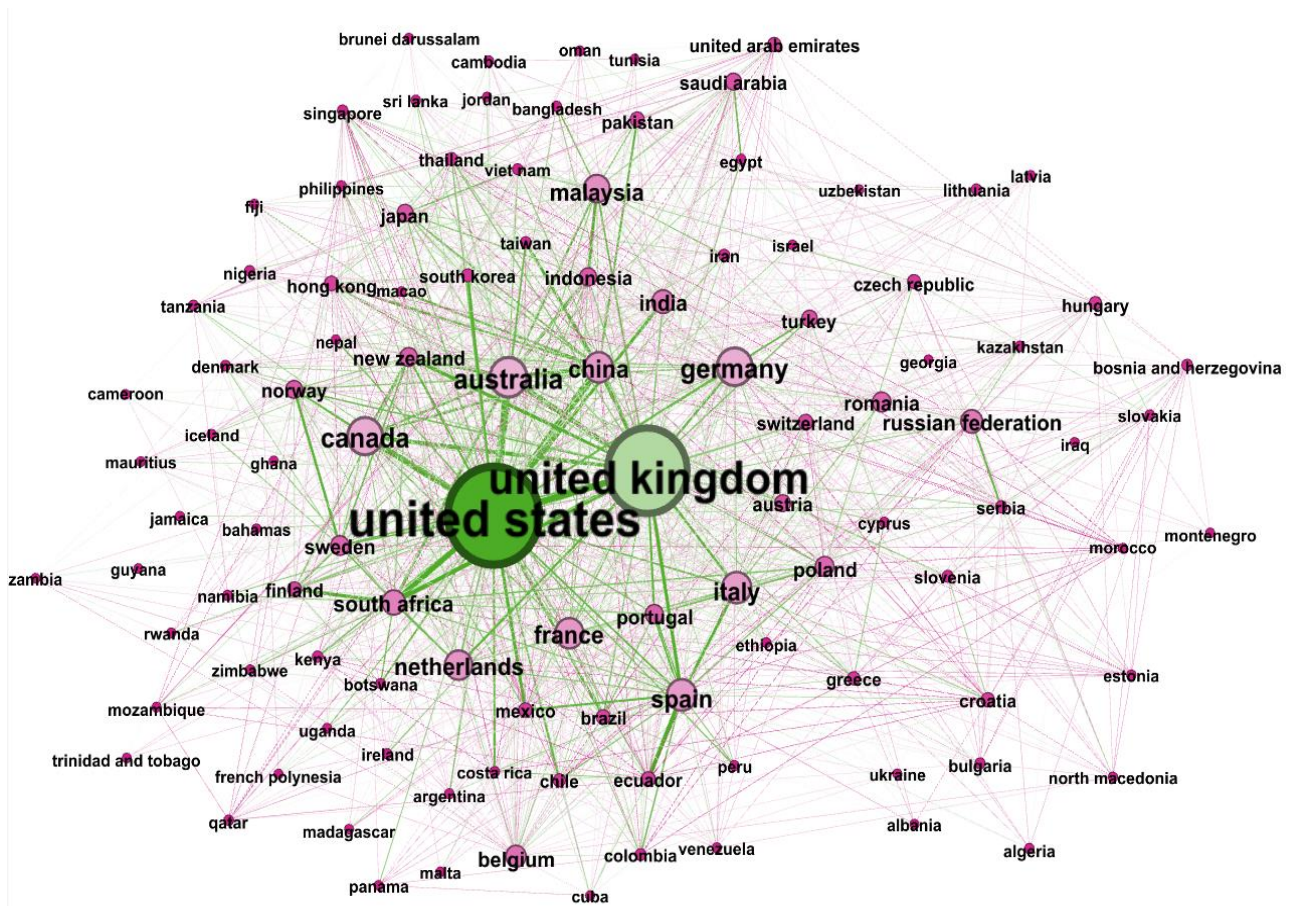 brunei darussalam
oman
united arab emirates
cambodia
tunisia
saudi arabia
singapore
sri lanka
jordan
bangladesh
pakistan
thailand
viet nam
egypt
philippines
malaysia
uzbekistan
lithuania
latvia
fiji
japan
taiwan
iran
israel
nigeria
hong kong
macao
south korea
indonesia
india
czech republic
tanzania
turkey
hungary
nepal
denmark
new zealand
australia
china
germany
georgia
kazakhstan
bosnia and herzegovina
cameroon
norway
romania
canada
switzerland
russian federation
slovakia
iceland
iraq
mauritius
ghana
united kingdom
united states
austria
jamaica
bahamas
cyprus
serbia
montenegro
sweden
morocco
zambia
guyana
namibia
finland
south africa
poland
slovenia
italy
rwanda
portugal
france
ethiopia
zimbabwe
kenya
botswana
netherlands
greece
estonia
mozambique
mexico
brazil
spain
croatia
uganda
trinidad and tobago
ireland
french polynesia
costa rica
chile
ecuador
peru
ukraine
bulgaria
north macedonia
argentina
qatar
madagascar
albania
belgium
colombia
venezuela
algeria
malta
panama
cuba